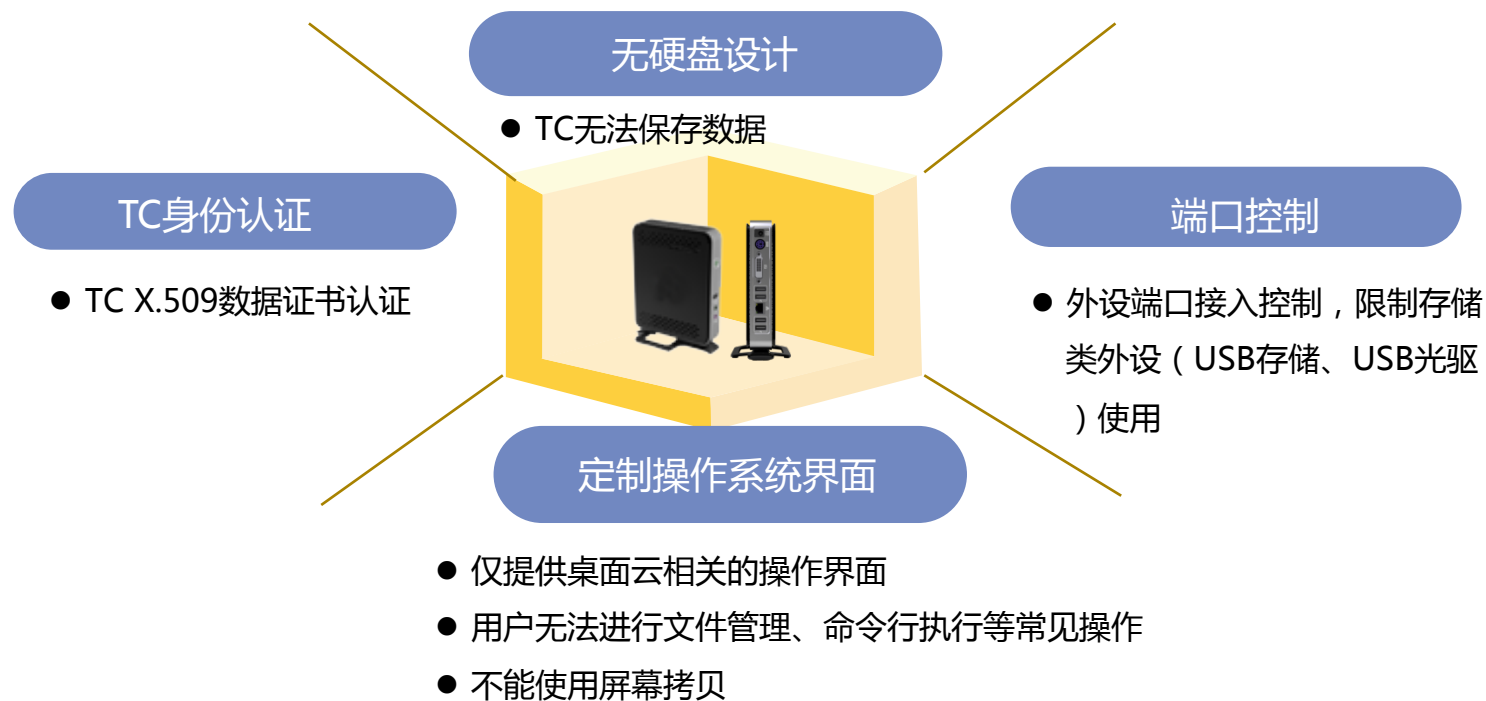 无硬盘设计
● TC无法保存数据
TC身份认证
● TC X.509数据证书认证
端口控制
● 外设端口接入控制，限制存储
类外设（USB存储、USB光驱
）使用
定制操作系统界面
● 仅提供桌面云相关的操作界面
● 用户无法进行文件管理、命令行执行等常见操作
● 不能使用屏幕拷贝